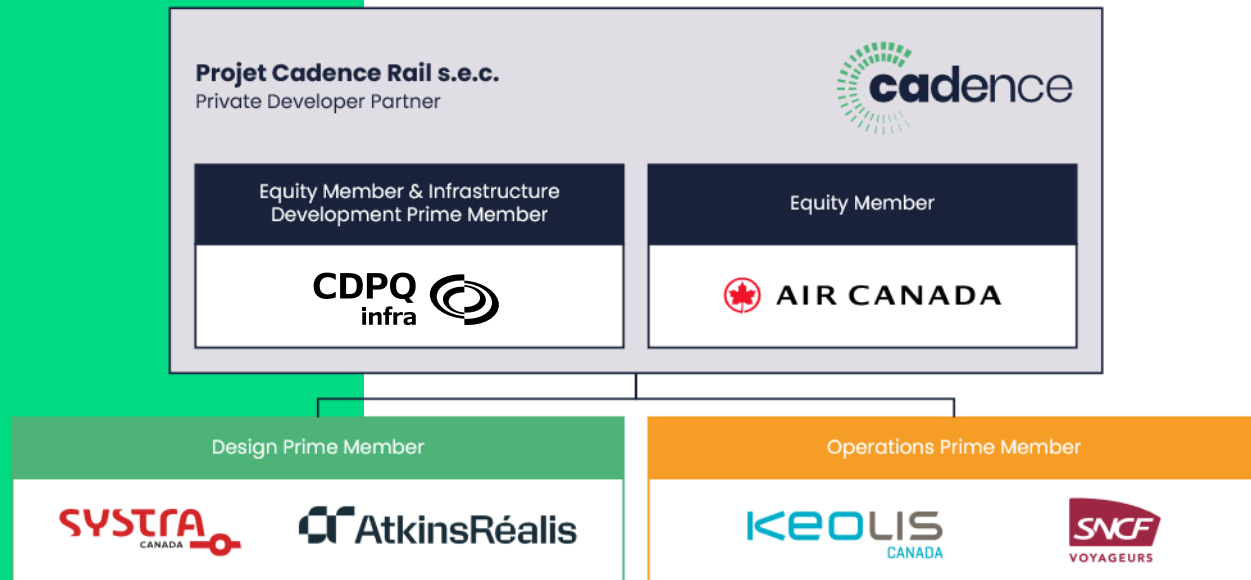 Projet Cadence Rail s.e.c.
Private Developer Partner
cadence
Equity Member & Infrastructure
Development Prime Member
Equity Member
CDPQ
infra
AIR CANADA
Design Prime Member
Operations Prime Member
SYSTRA
CANADA
AtkinsRéalis
KEOLIS
CANADA
SNCF
VOYAGEURS